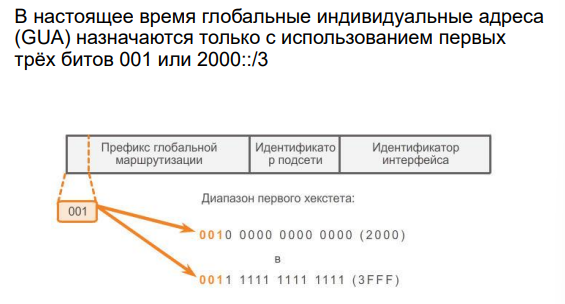 В настоящее время глобальные индивидуальные адреса
(GUA) назначаются только с использованием первых
трёх битов 001 или 2000::/3
Префикс глобальной
маршрутизации
Идентификато
р подсети
Идентификатор
интерфейса
001
Диапазон первого хекстета:
0010 0000 0000 0000 (2000)
в
0011 1111 1111 1111 (3FFF)